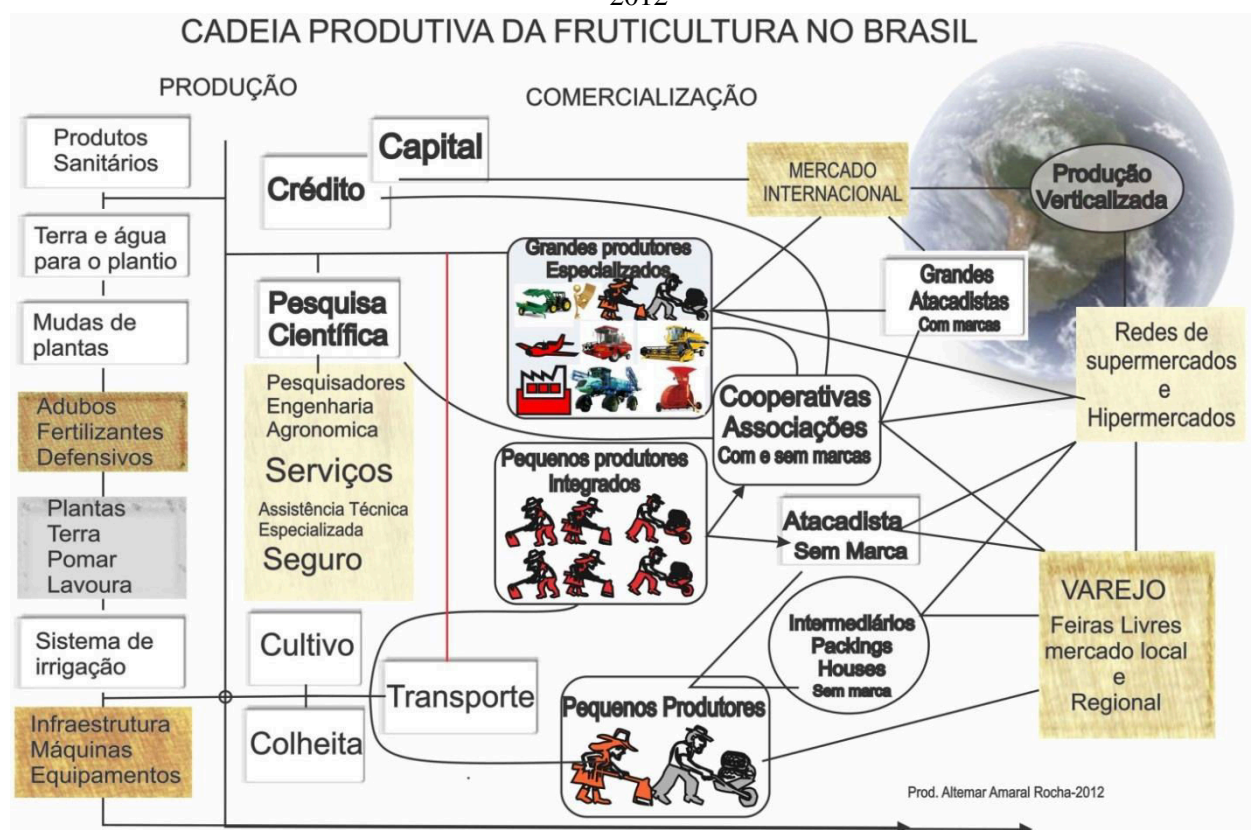 2012
CADEIA PRODUTIVA DA FRUTICULTURA NO BRASIL
PRODUÇÃO
COMERCIALIZAÇÃO
Produtos
Sanitários
Terra e água
para o plantio
Mudas de
plantas
Adubos
Fertilizantes
Defensivos
Plantas
Terra
Pomar
Lavoura
Sistema de
irrigação
Infraestrutura
Máquinas
Equipamentos
Capital
Crédito
Pesquisa
Científica
Pesquisadores
Engenharia
Agronomica
Serviços
Assistência Técnica
Especializada
Seguro
Cultivo
Colheita
Transporte
Grandes produtores
Especializados
Pequenos produtores
Integrados
Pequenos Produtores
MERCADO
INTERNACIONAL
Produção
Verticalizada
Grandes
Atacadistas
Com marcas
Cooperativas
Associações
Com e sem marcas
Atacadista
Sem Marca
Intermediários
Packings
Houses
Sem marca
Redes de
supermercados
e
Hipermercados
VAREJO
Feiras Livres
mercado local
e
Regional
Prod. Altemar Amaral Rocha-2012